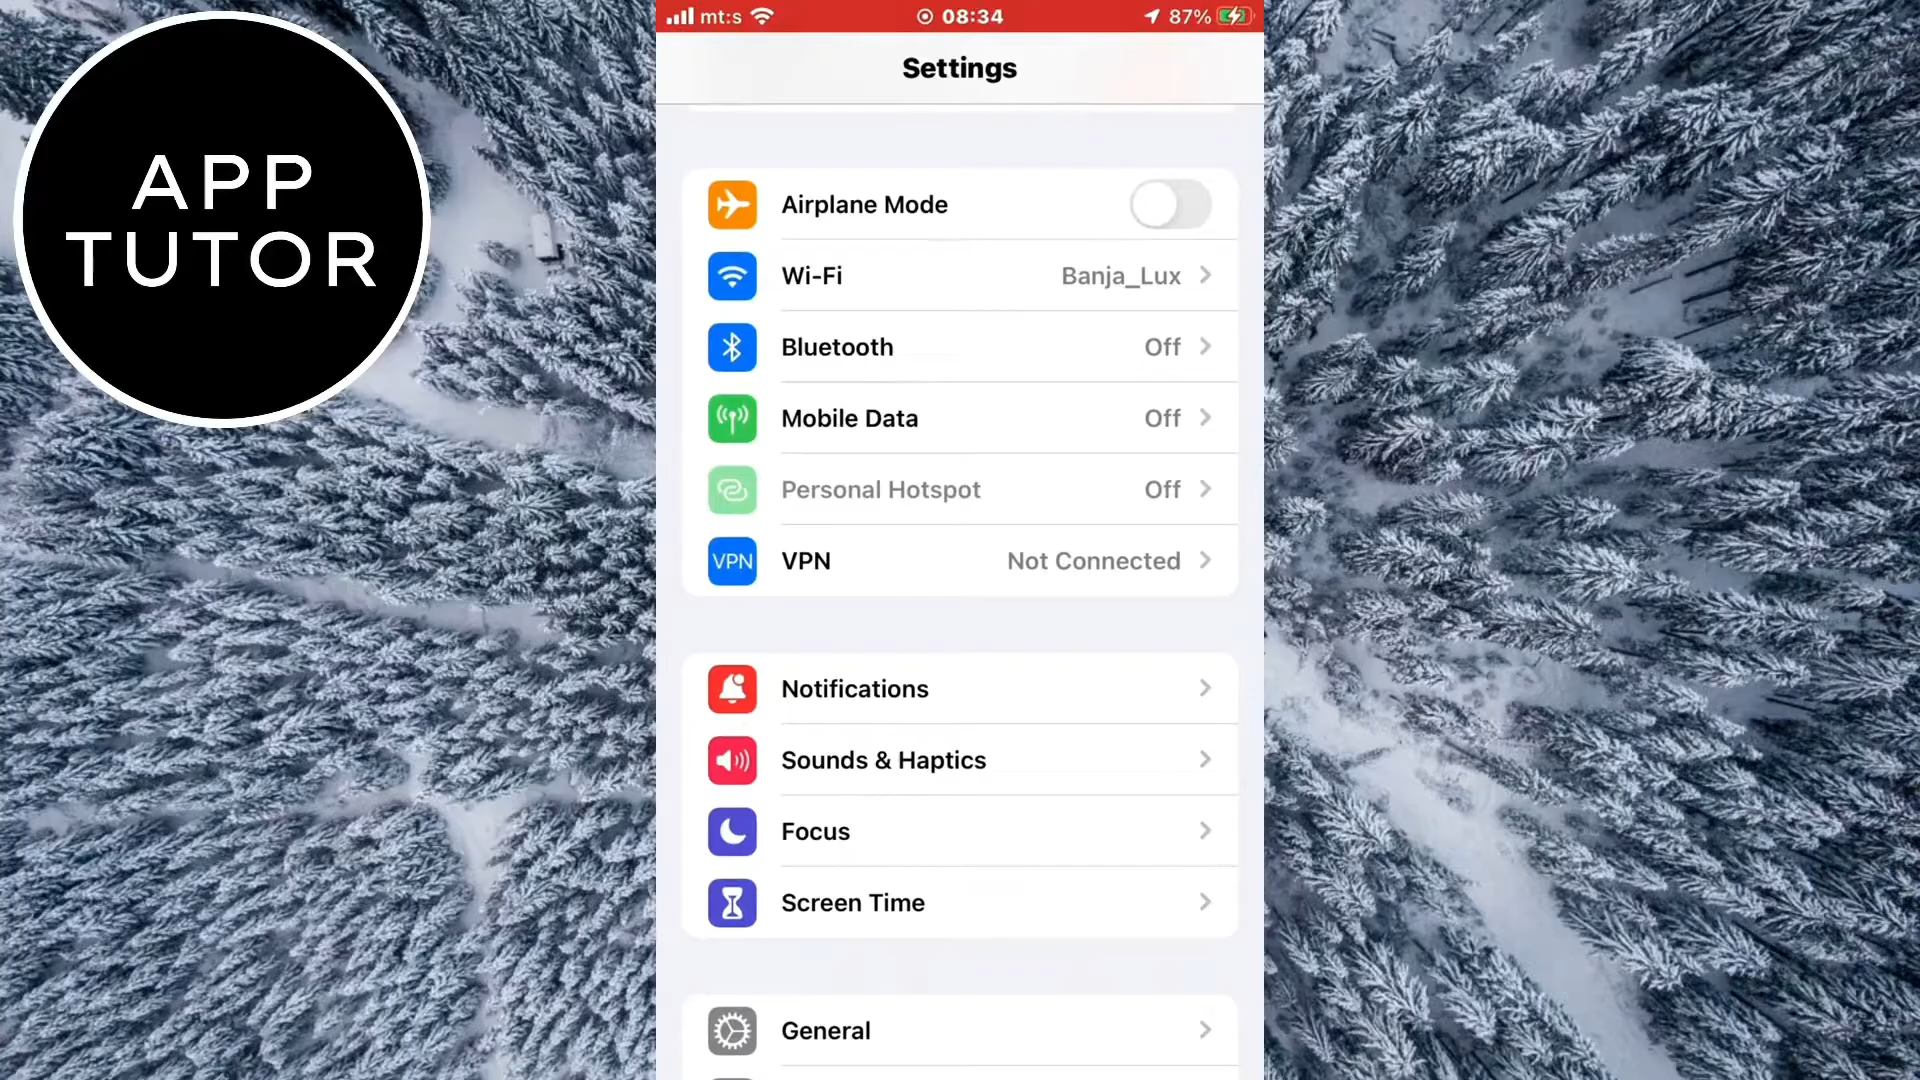 APP
TUTOR
mt:s 08:34 87%
Settings
Airplane Mode
Wi-Fi Banja_Lux
Bluetooth Off
Mobile Data Off
Personal Hotspot Off
VPN VPN Not Connected
Notifications
Sounds & Haptics
Focus
Screen Time
General